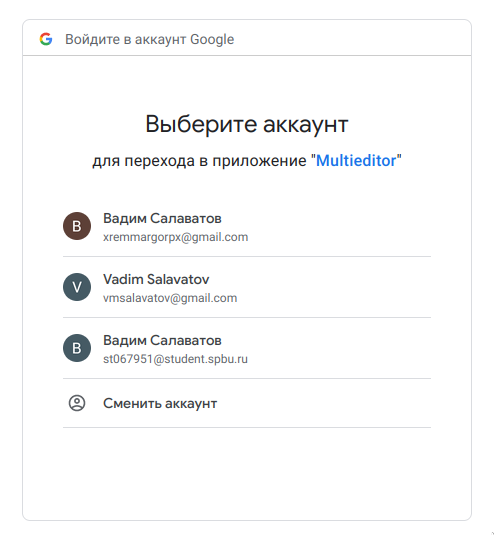 Войдите в аккаунт Google
Выберите аккаунт
для перехода в приложение "Multieditor"
В
Вадим Салаватов
xremmargorpx@gmail.com
V
Vadim Salavatov
vmsalavatov@gmail.com
В
Вадим Салаватов
st067951@student.spbu.ru
Сменить аккаунт